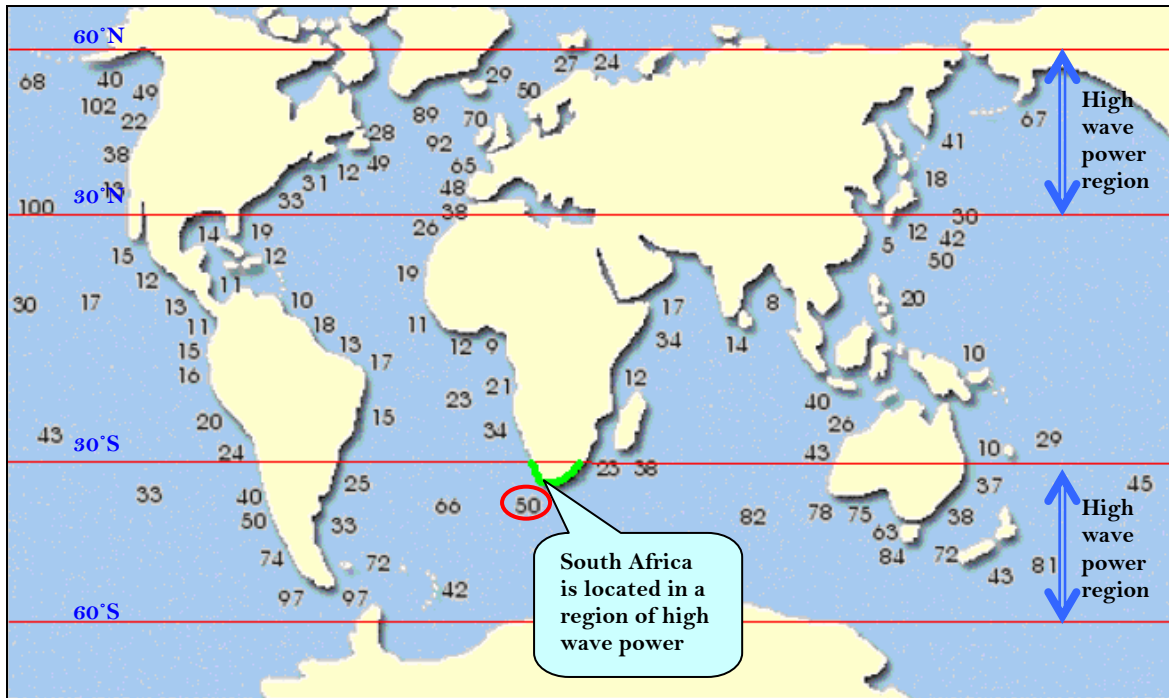 60°N
29 27 24
68 40 50
102 49 89 70 67
22 28 92 41
38 12 49 65
13 31 48 18
33
High
wave
power
region
30°N
100 38 30
14 19 26 12 42
15 12 5 50
12 11 19
30 17 13 10 17 8 20
11 18 11
15 13 12 9 34 14
16 17 10
21 12
23 40
20 15 34 26
43 29
30°S
24 43 10
23 38
25 37 45
33 40 66 50 78 75
50 33 82 38
63
74 72 84 72 81
43
97 97 42
High
wave
power
region
South Africa
is located in a
region of high
wave power
60°S